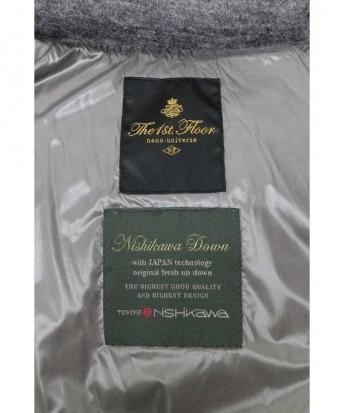 The 1st. Floor
nano·universe
Nishikawa Down
with JAPAN technology
original fresh up down
THE HIGHEST GOOD QUALITY
AND HIGHEST DESIGN
TOKYO NISHIKAWA